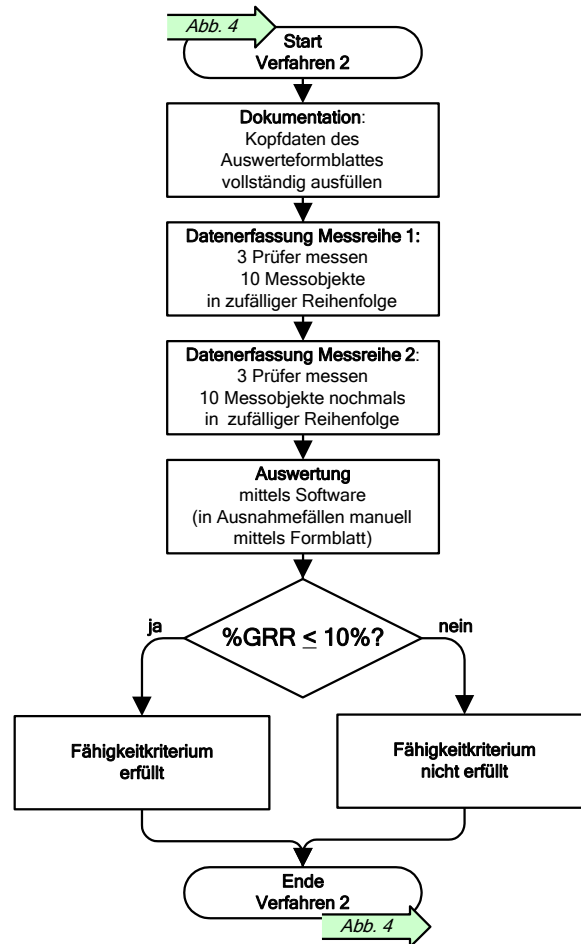 Abb. 4
Start
Verfahren 2
Dokumentation:
Kopfdaten des
Auswerteformblattes
vollständig ausfüllen
Datenerfassung Messreihe 1:
3 Prüfer messen
10 Messobjekte
in zufälliger Reihenfolge
Datenerfassung Messreihe 2:
3 Prüfer messen
10 Messobjekte nochmals
in zufälliger Reihenfolge
Auswertung
mittels Software
(in Ausnahmefällen manuell
mittels Formblatt)
%GRR ≤ 10%?
ja
nein
Fähigkeitkriterium
erfüllt
Fähigkeitkriterium
nicht erfüllt
Ende
Verfahren 2
Abb. 4